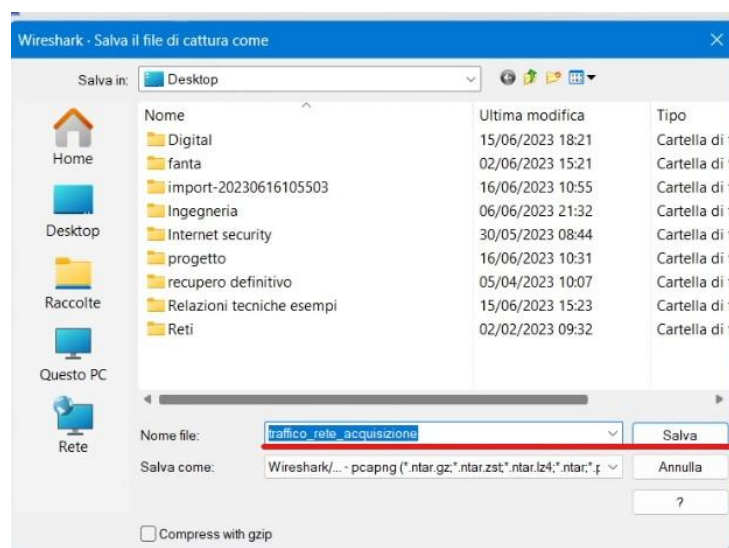 Wireshark · Salva il file di cattura come
Salva in: Desktop
Nome Ultima modifica Tipo
Digital 15/06/2023 18:21 Cartella di
fanta 02/06/2023 15:21 Cartella di
import-20230616105503 16/06/2023 10:55 Cartella di
Ingegneria 06/06/2023 21:32 Cartella di
Internet security 30/05/2023 08:44 Cartella di
progetto 16/06/2023 10:31 Cartella di
recupero definitivo 05/04/2023 10:07 Cartella di
Relazioni tecniche esempi 15/06/2023 15:23 Cartella di
Reti 02/02/2023 09:32 Cartella di
Home
Desktop
Raccolte
Questo PC
Rete
Nome file: traffico_rete_acquisizione Salva
Salva come: Wireshark/... - pcapng (*.ntar.gz;*.ntar.zst;*.ntar.lz4;*.ntar;*.p Annulla
?
Compress with gzip